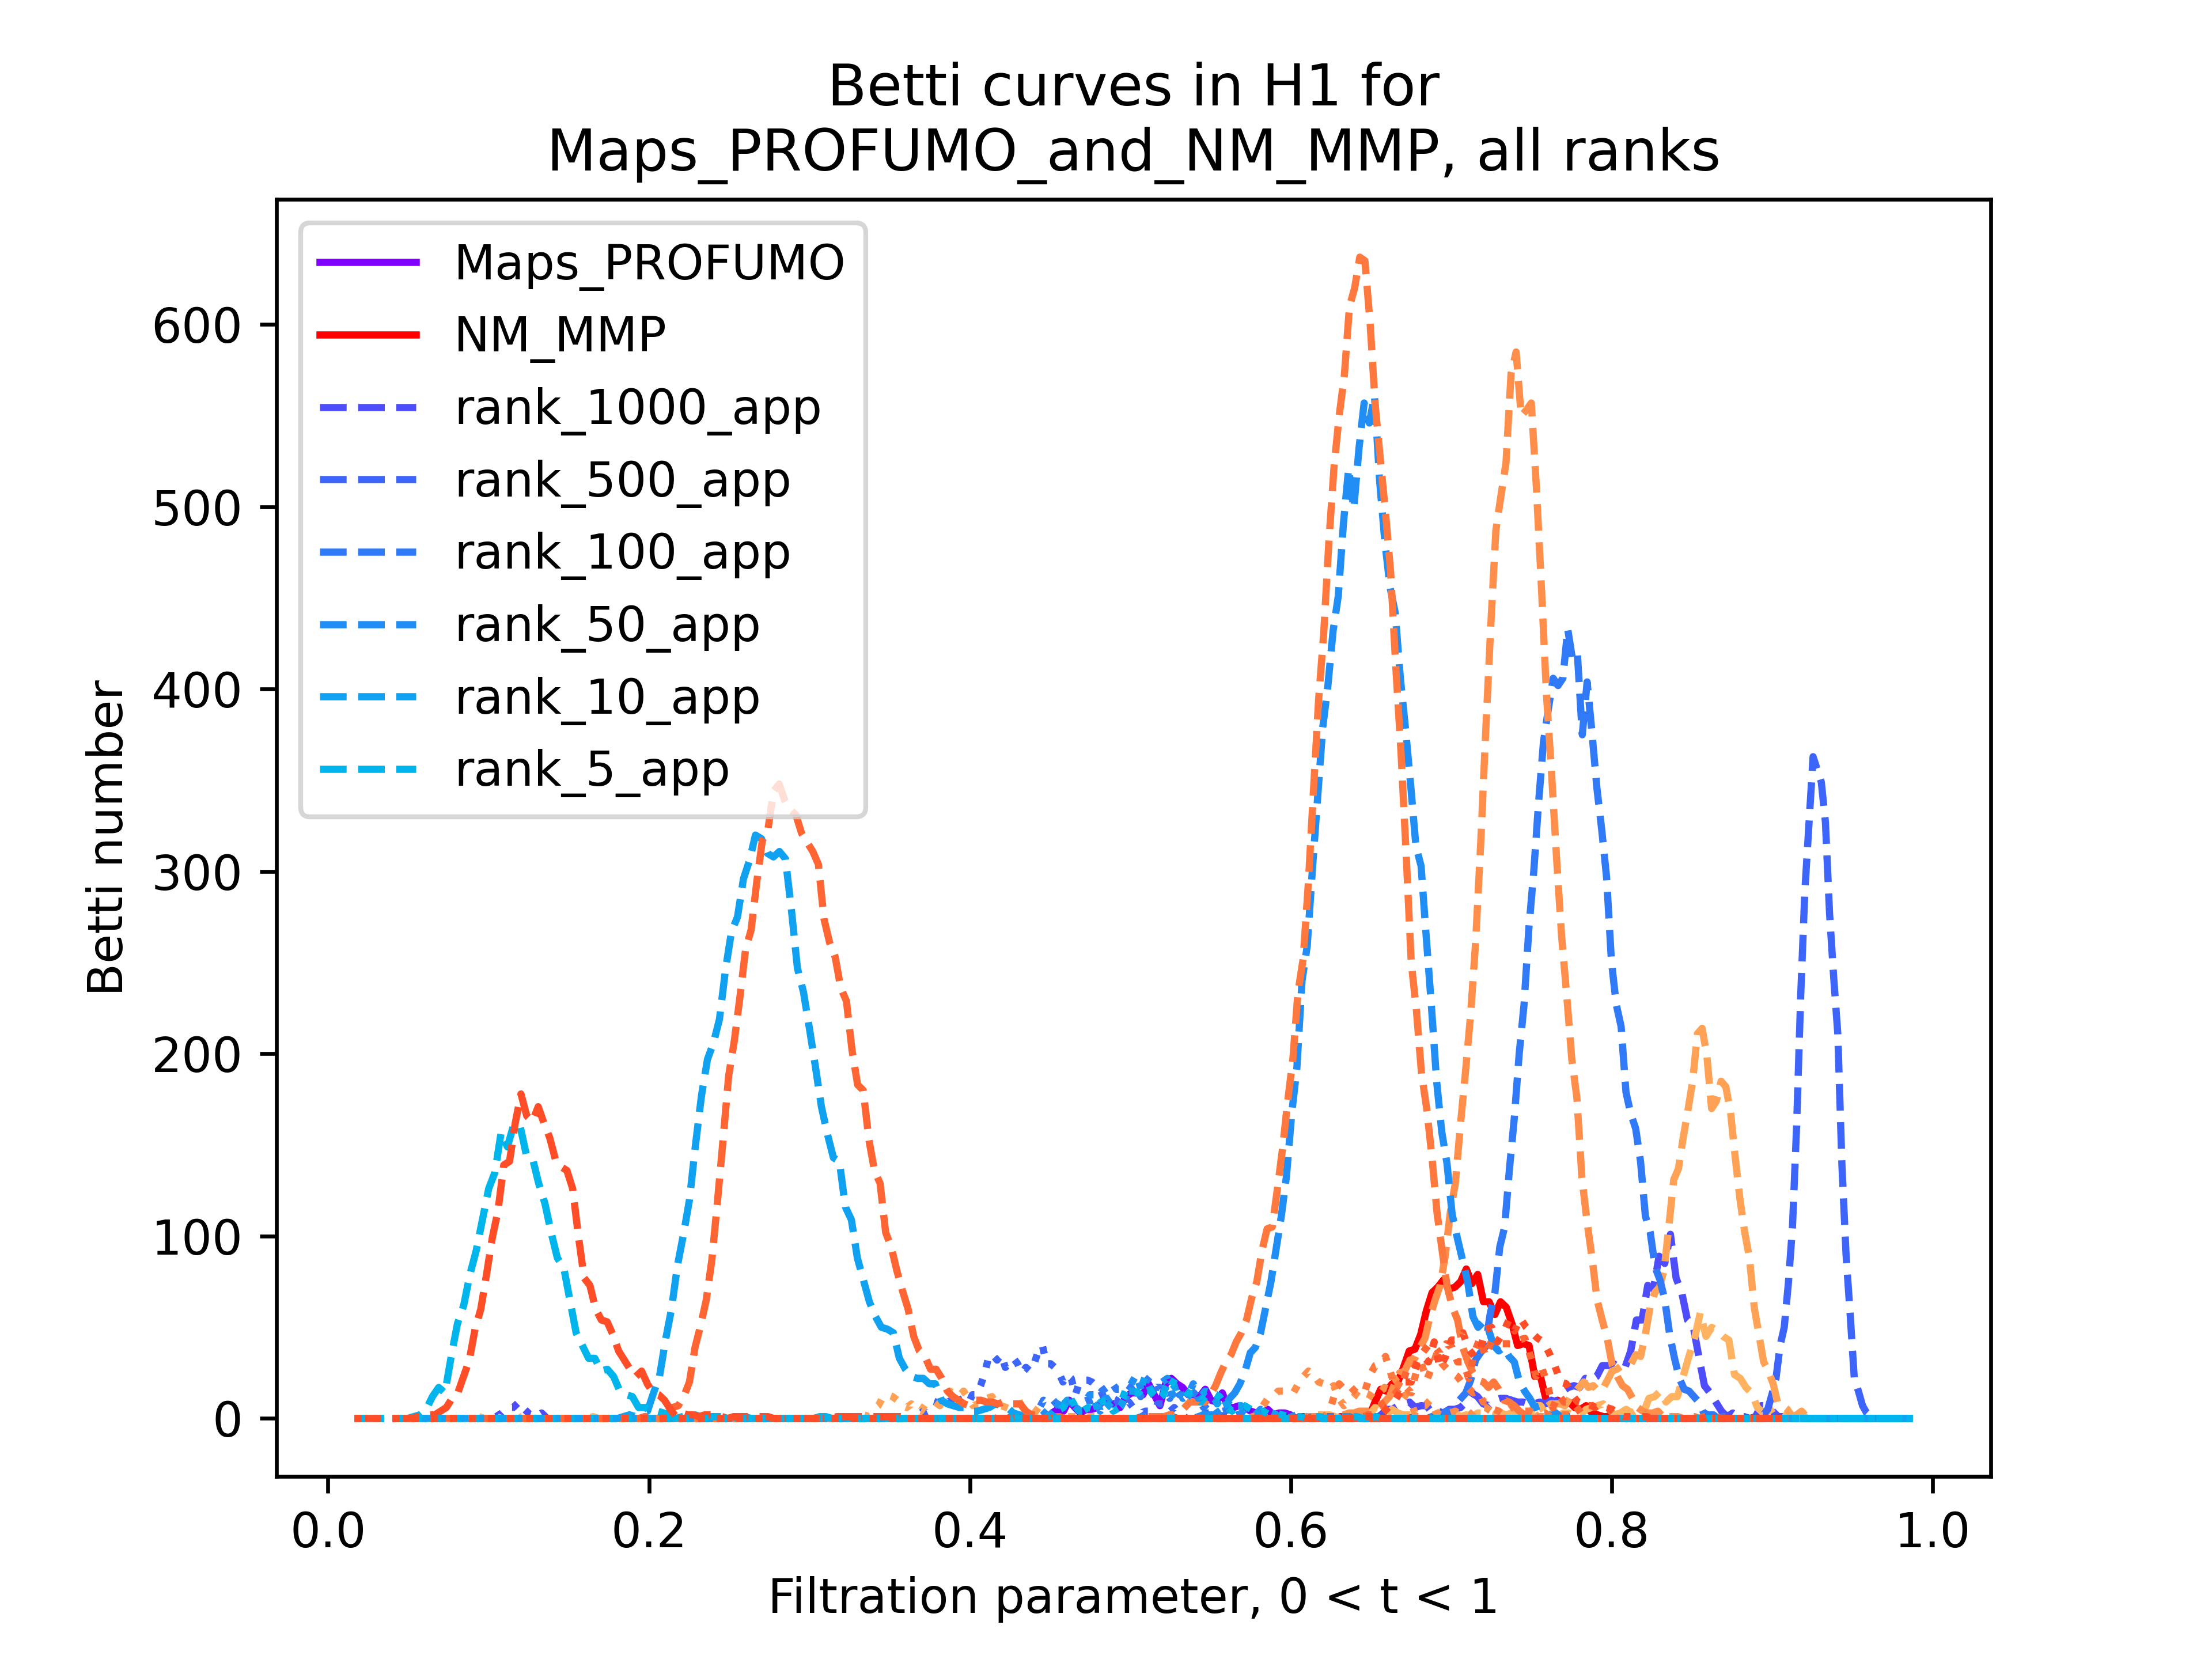 Betti curves in H1 for
Maps_PROFUMO_and_NM_MMP, all ranks
Maps_PROFUMO
NM_MMP
rank_1000_app
rank_500_app
rank_100_app
rank_50_app
rank_10_app
rank_5_app
Betti number
600
500
400
300
200
100
0
0.0 0.2 0.4 0.6 0.8 1.0
Filtration parameter, 0 < t < 1